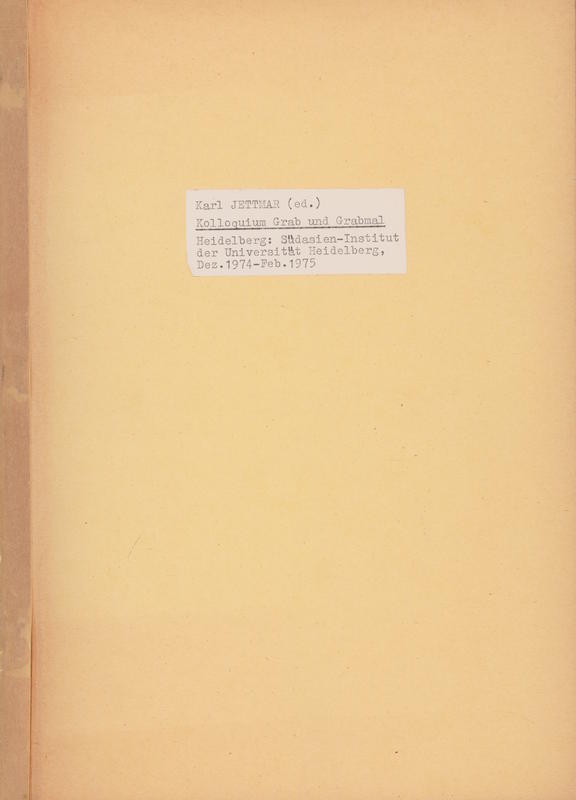 Karl JETTMAR (ed.)
Kolloquium Grab und Grabmal
Heidelberg: Südasien-Institut
der Universität Heidelberg,
Dez.1974-Feb.1975